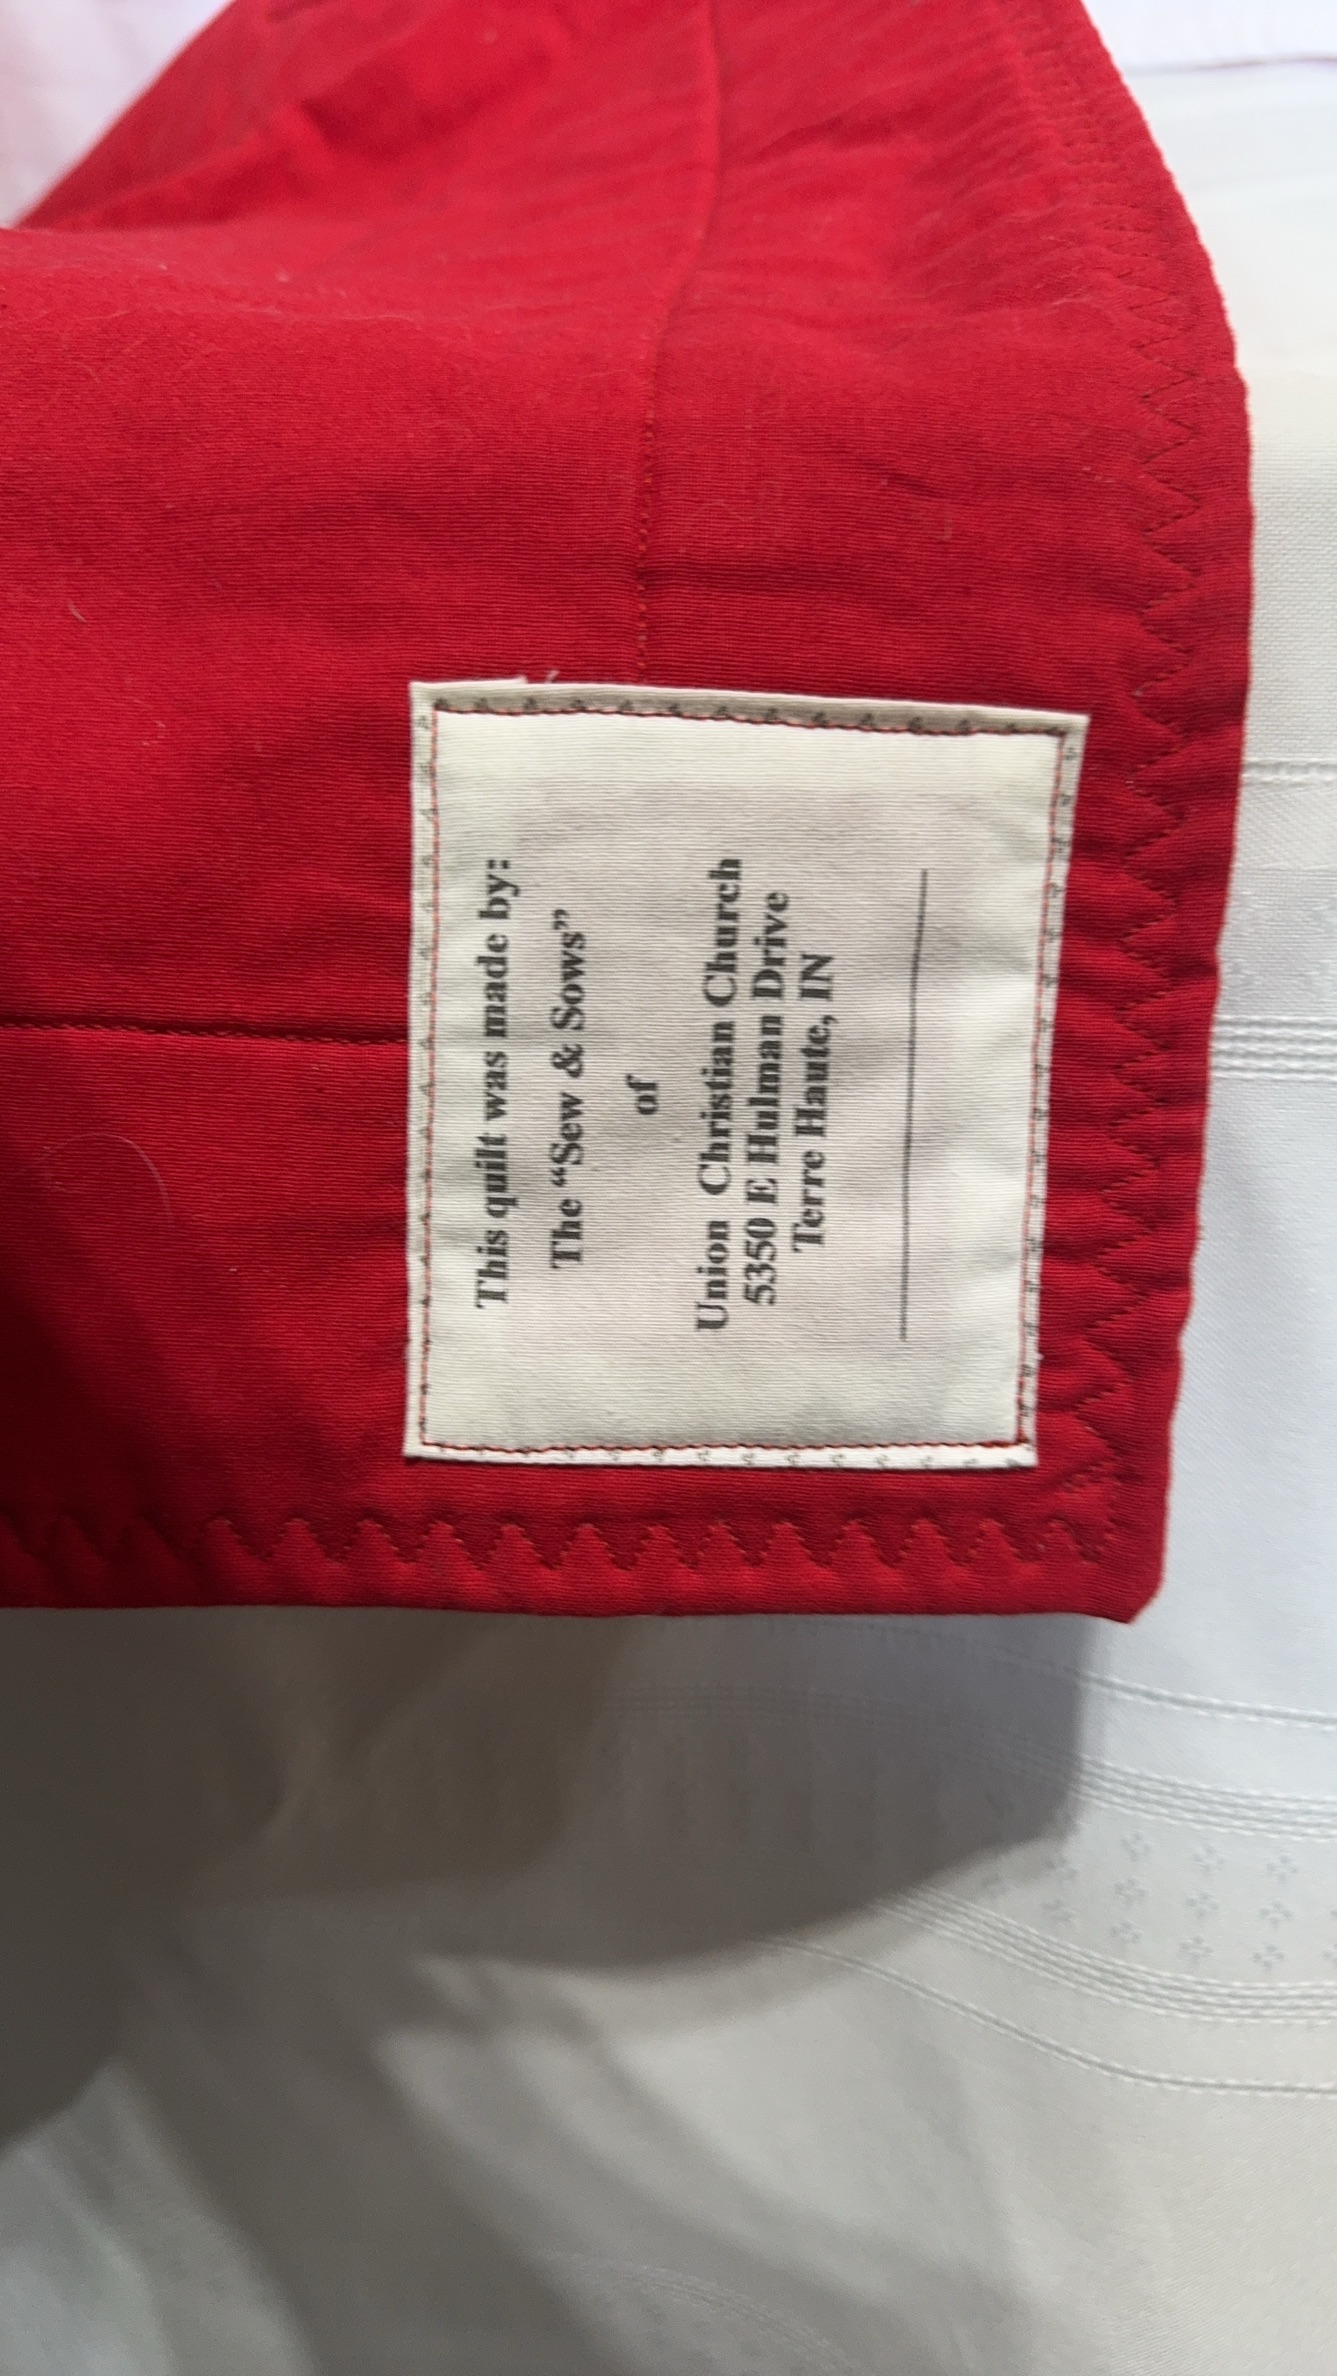 This quilt was made by:
The “Sew & Sows”
of
Union Christian Church
5350 E Hulman Drive
Terre Haute, IN